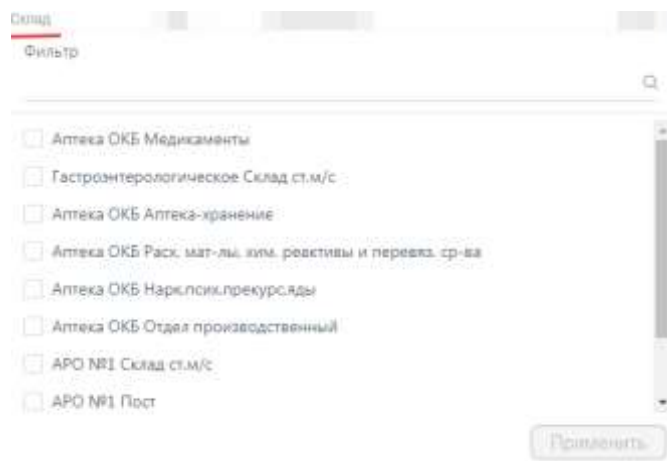 Склад
Фильтр
Аптека ОКБ Медикаменты
Гастроэнтерологическое Склад ст.м/с
Аптека ОКБ Аптека-хранение
Аптека ОКБ Расх. мат-лы, хим. реактивы и перевяз. ср-ва
Аптека ОКБ Нарк.псих.прекурс.яды
Аптека ОКБ Отдел производственный
АРО №1 Склад ст.м/с
АРО №1 Пост
Применить